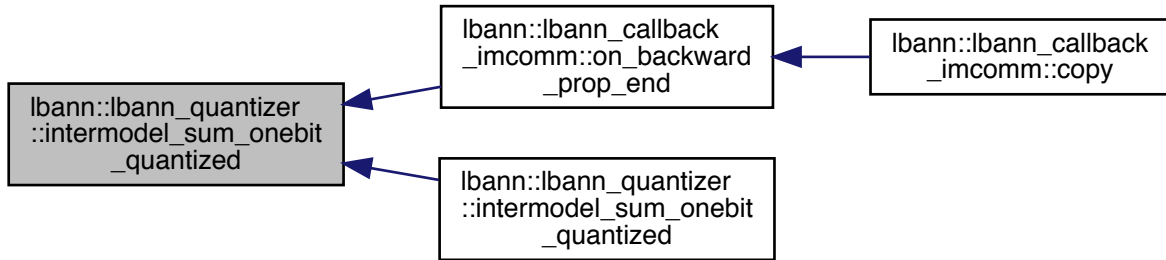 lbann::lbann_quantizer
::intermodel_sum_onebit
_quantized
lbann::lbann_callback
_imcomm::on_backward
_prop_end
lbann::lbann_callback
_imcomm::copy
lbann::lbann_quantizer
::intermodel_sum_onebit
_quantized